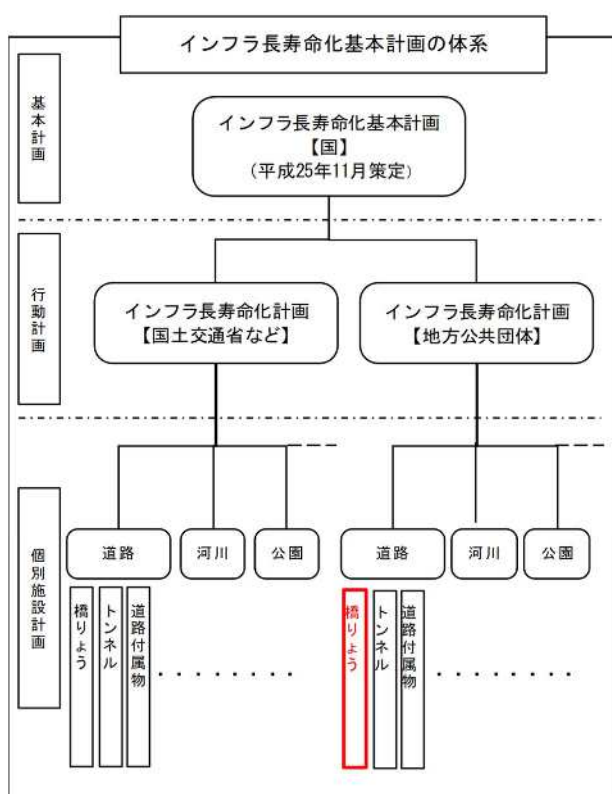 インフラ長寿命化基本計画の体系
基本計画
インフラ長寿命化基本計画
【国】
(平成25年11月策定)
行動計画
インフラ長寿命化計画
【国土交通省など】
インフラ長寿命化計画
【地方公共団体】
個別施設計画
道路
河川
公園
道路
河川
公園
橋りょう
トンネル
道路付属物
・・・・・・・・
橋りょう
トンネル
道路付属物
・・・・・・・・